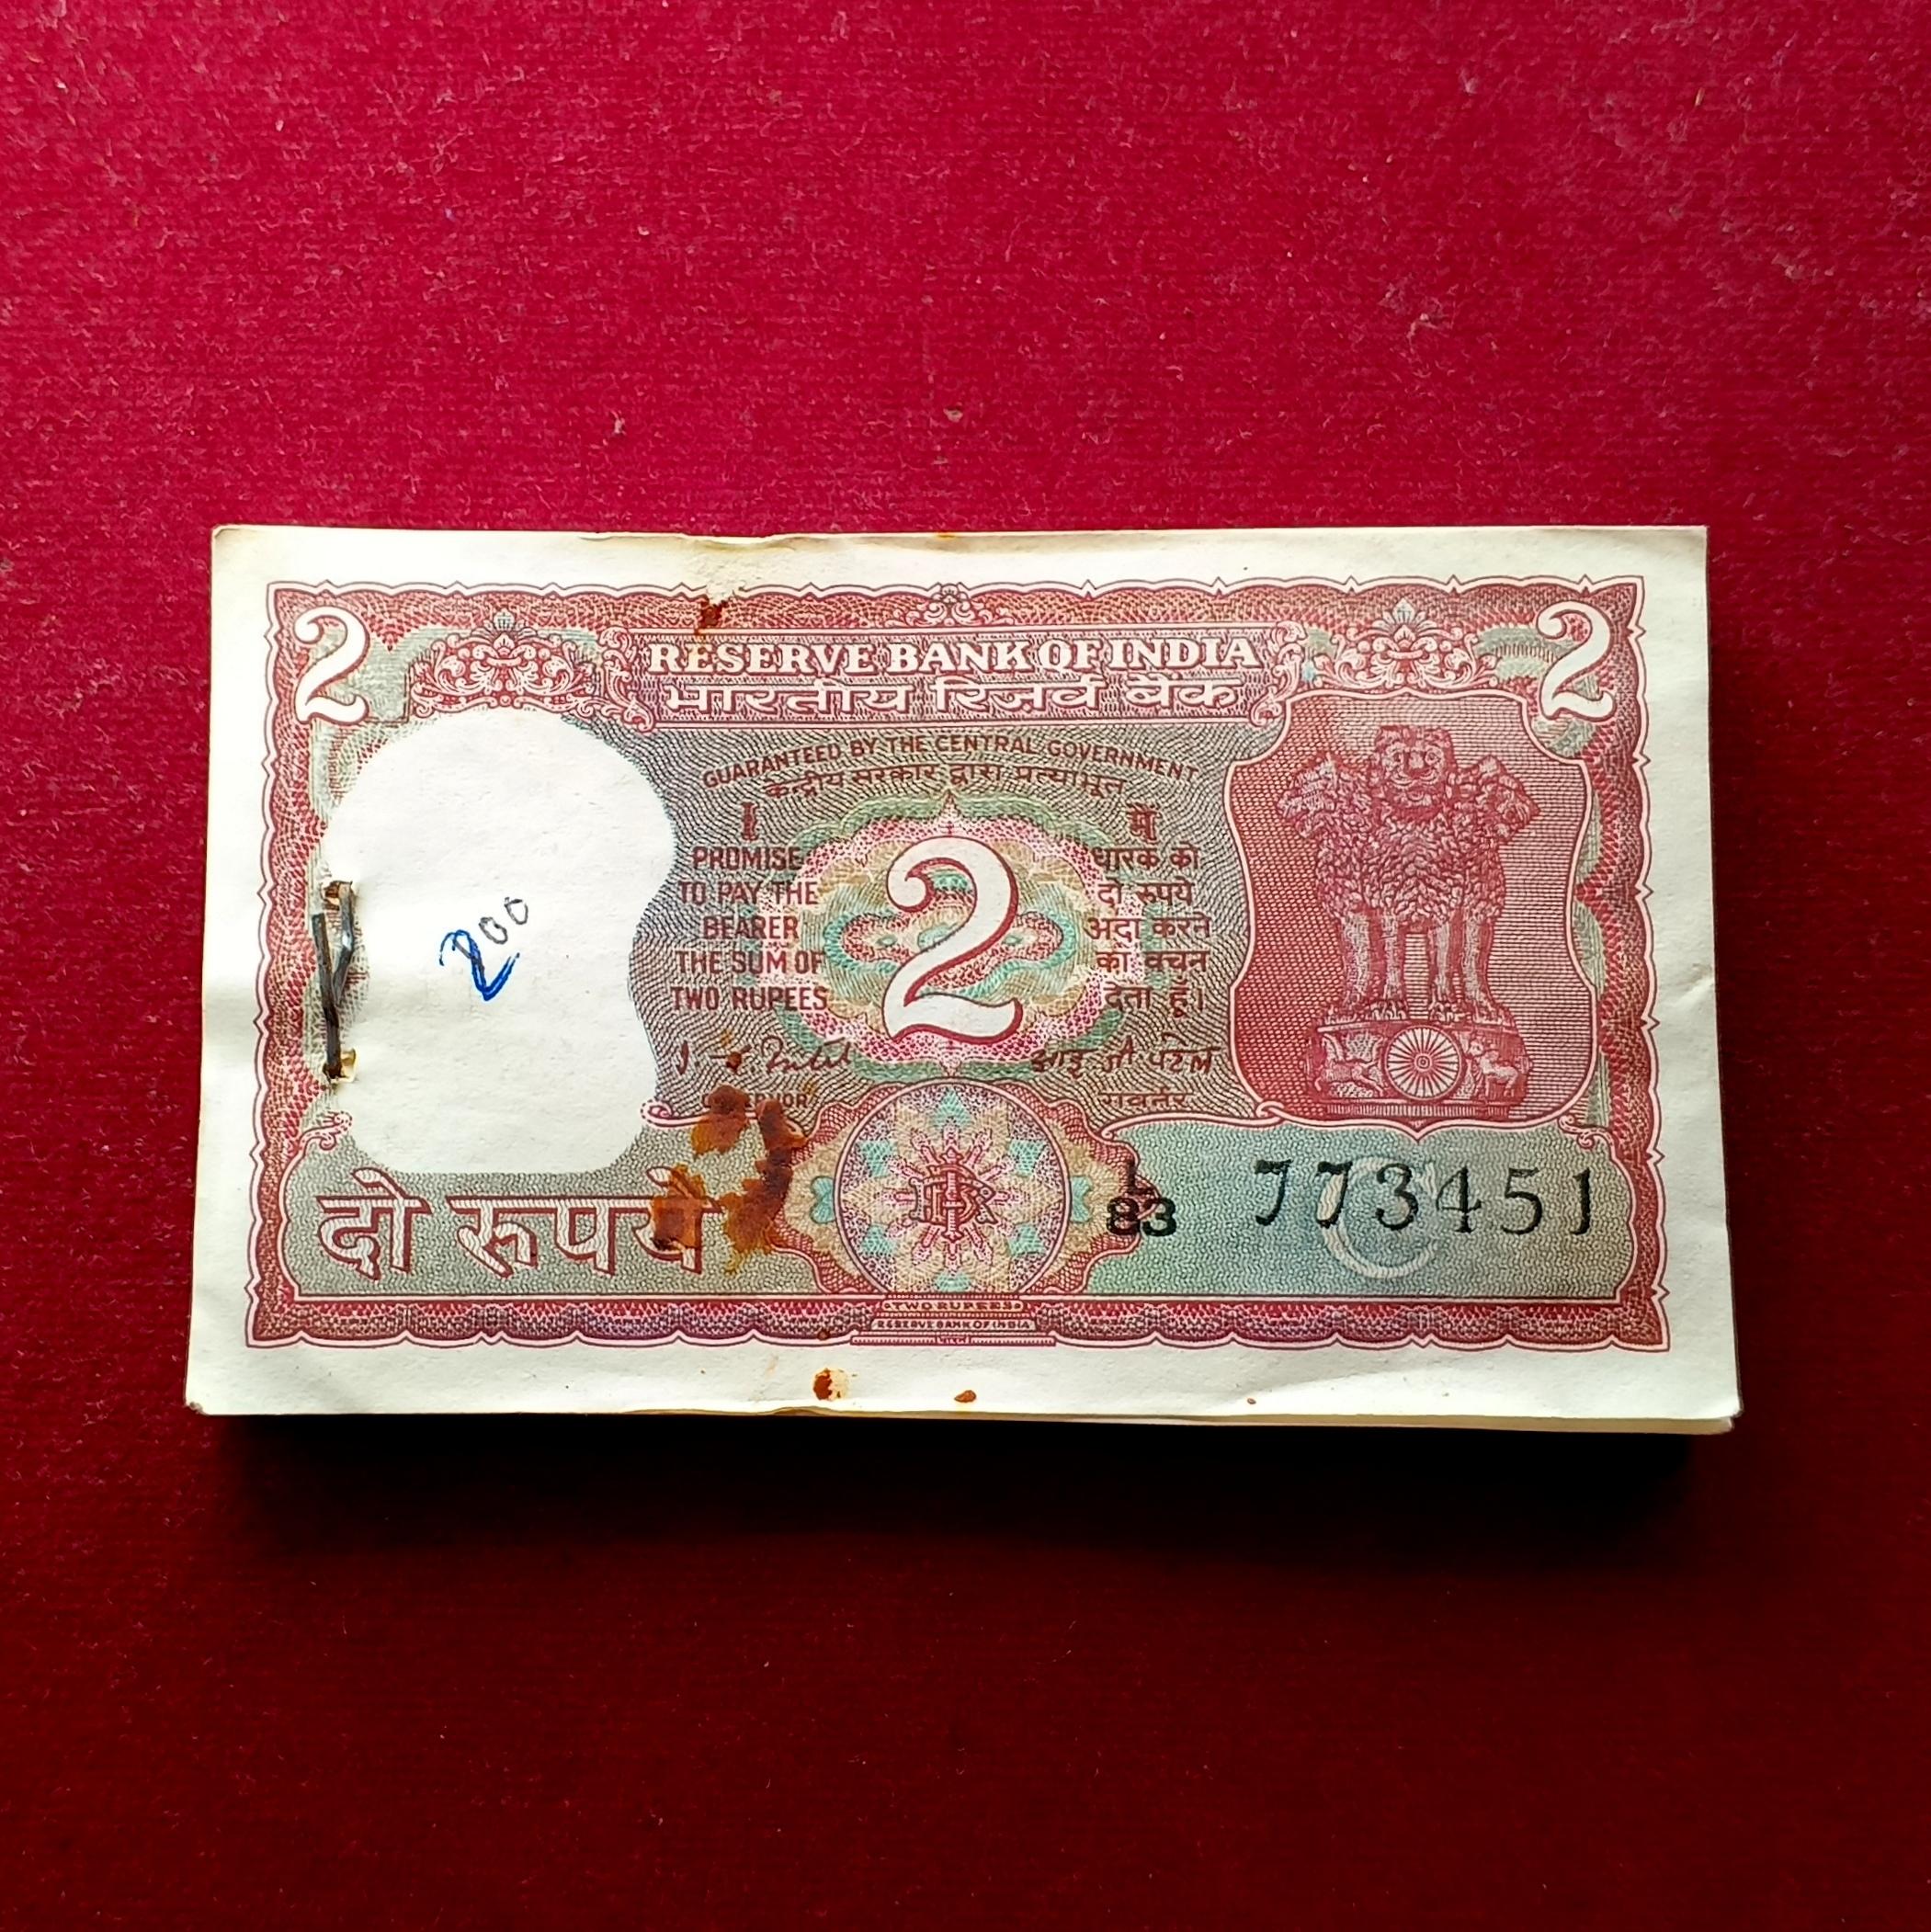 2 2
RESERVE BANK OF INDIA
भारतीय रिज़र्व बैंक
GUARANTEED BY THE CENTRAL GOVERNMENT
केन्द्रीय सरकार द्वारा प्रत्याभूत
I
PROMISE
TO PAY THE
BEARER
THE SUM OF
TWO RUPEES
2
मैं
धारक को
दो रुपये
अदा करने
का वचन
देता हूं।
200
आइ जी पटेल
GOVERNOR
गवर्नर
दो रूपये
L
83 773451
C
TWO RUPEES
RESERVE BANK OF INDIA